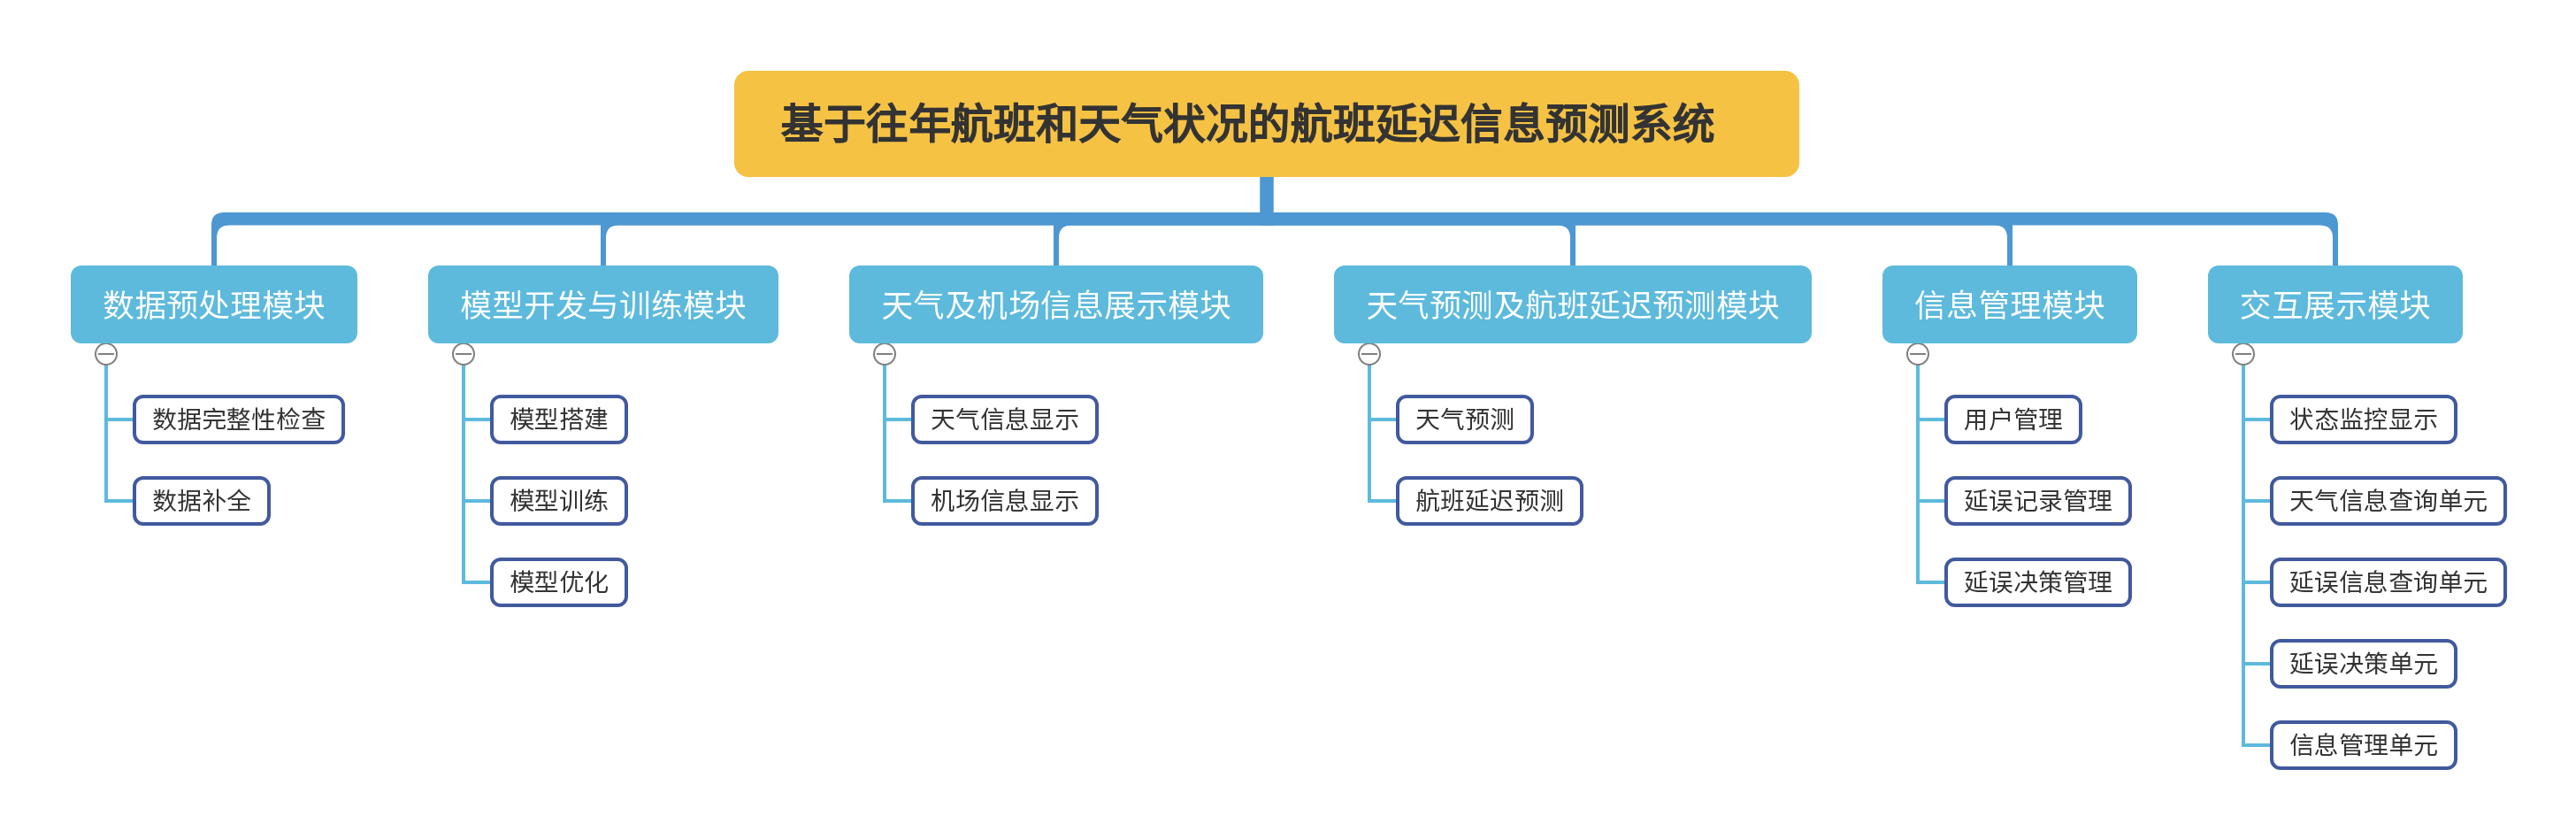 基于往年航班和天气状况的航班延迟信息预测系统
数据预处理模块
数据完整性检查
数据补全
模型开发与训练模块
模型搭建
模型训练
模型优化
天气及机场信息展示模块
天气信息显示
机场信息显示
天气预测及航班延迟预测模块
天气预测
航班延迟预测
信息管理模块
用户管理
延误记录管理
延误决策管理
交互展示模块
状态监控显示
天气信息查询单元
延误信息查询单元
延误决策单元
信息管理单元